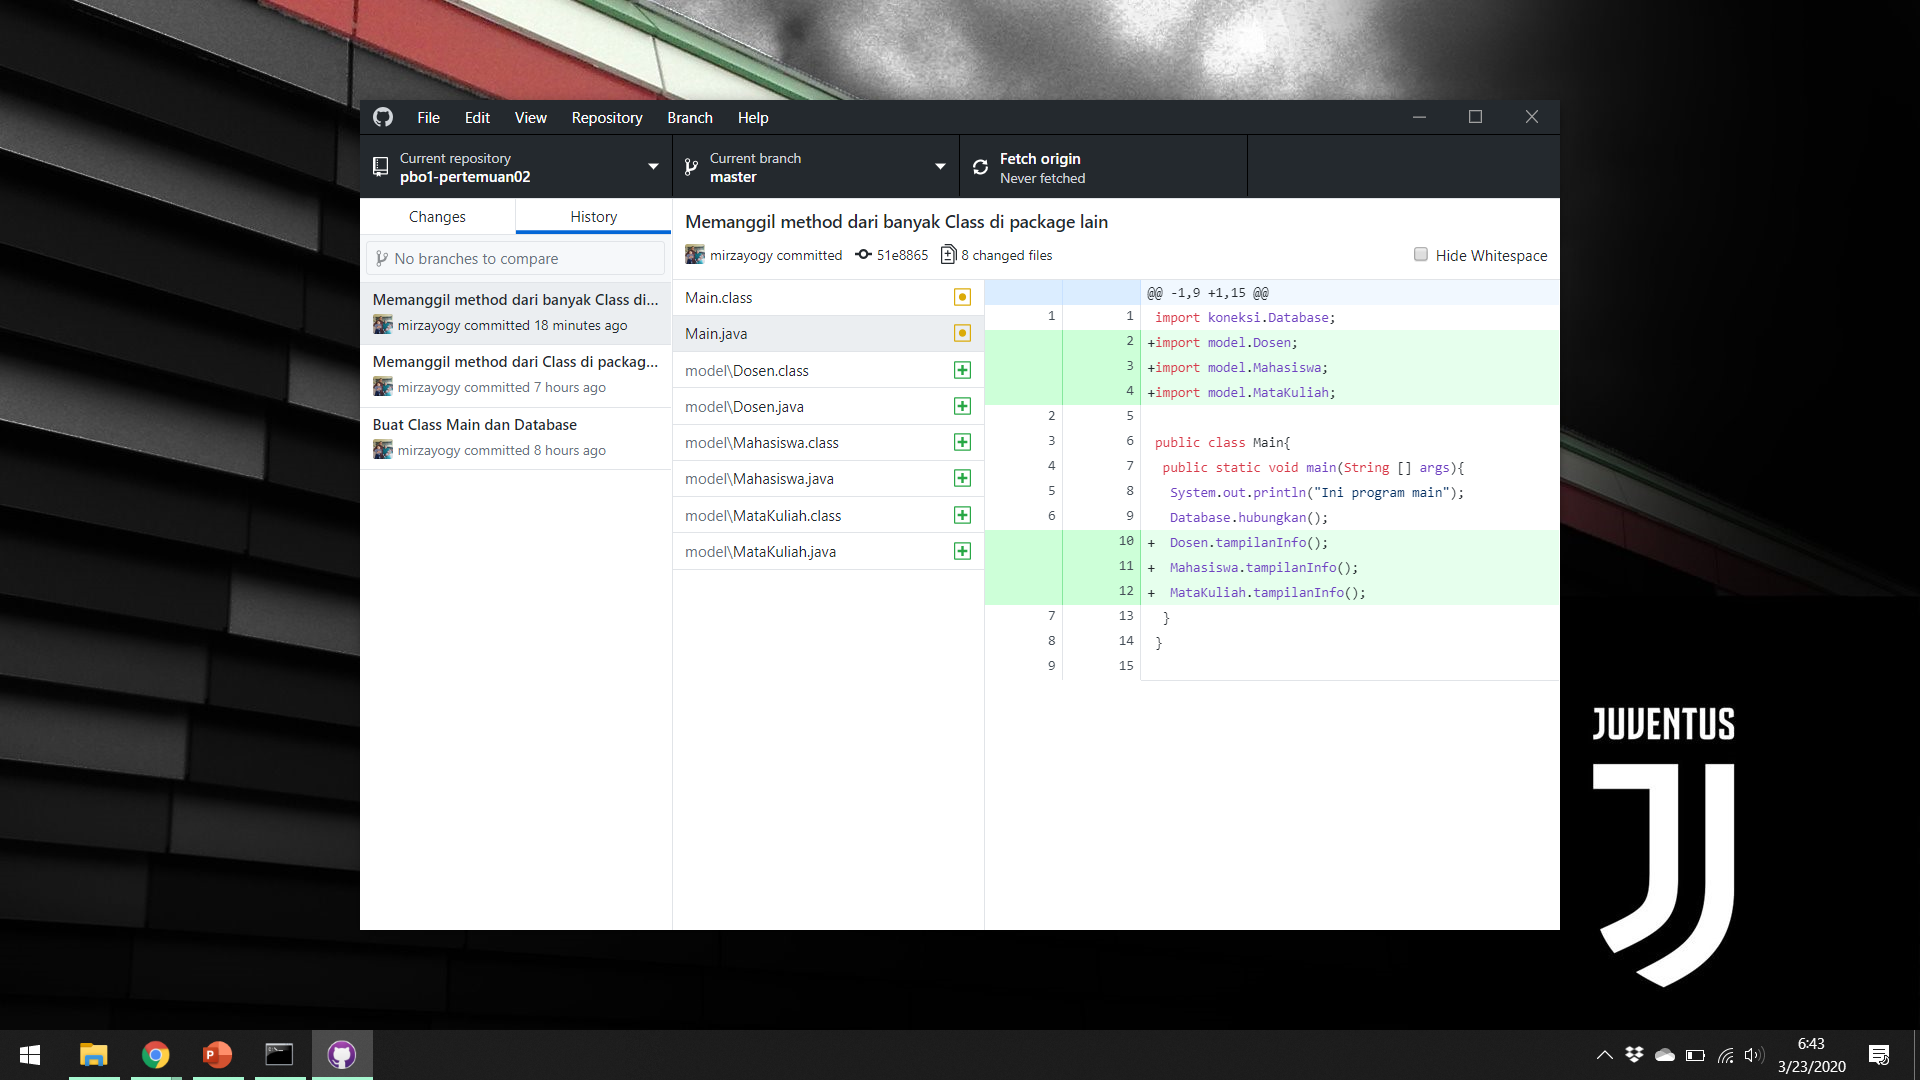 File Edit View Repository Branch Help
Current repository
pbo1-pertemuan02
Current branch
master
Fetch origin
Never fetched
Changes
History
No branches to compare
Memanggil method dari banyak Class di...
mirzayogy committed 18 minutes ago
Memanggil method dari Class di packag...
mirzayogy committed 7 hours ago
Buat Class Main dan Database
mirzayogy committed 8 hours ago
Memanggil method dari banyak Class di package lain
mirzayogy committed 51e8865 8 changed files
Hide Whitespace
Main.class
Main.java
model\Dosen.class
model\Dosen.java
model\Mahasiswa.class
model\Mahasiswa.java
model\MataKuliah.class
model\MataKuliah.java
@@ -1,9 +1,15 @@
1 1 import koneksi.Database;
2 +import model.Dosen;
3 +import model.Mahasiswa;
4 +import model.MataKuliah;
2 5
3 6 public class Main{
4 7 public static void main(String [] args){
5 8 System.out.println("Ini program main");
6 9 Database.hubungkan();
10 + Dosen.tampilanInfo();
11 + Mahasiswa.tampilanInfo();
12 + MataKuliah.tampilanInfo();
7 13 }
8 14 }
9 15
JUVENTUS
6:43
3/23/2020